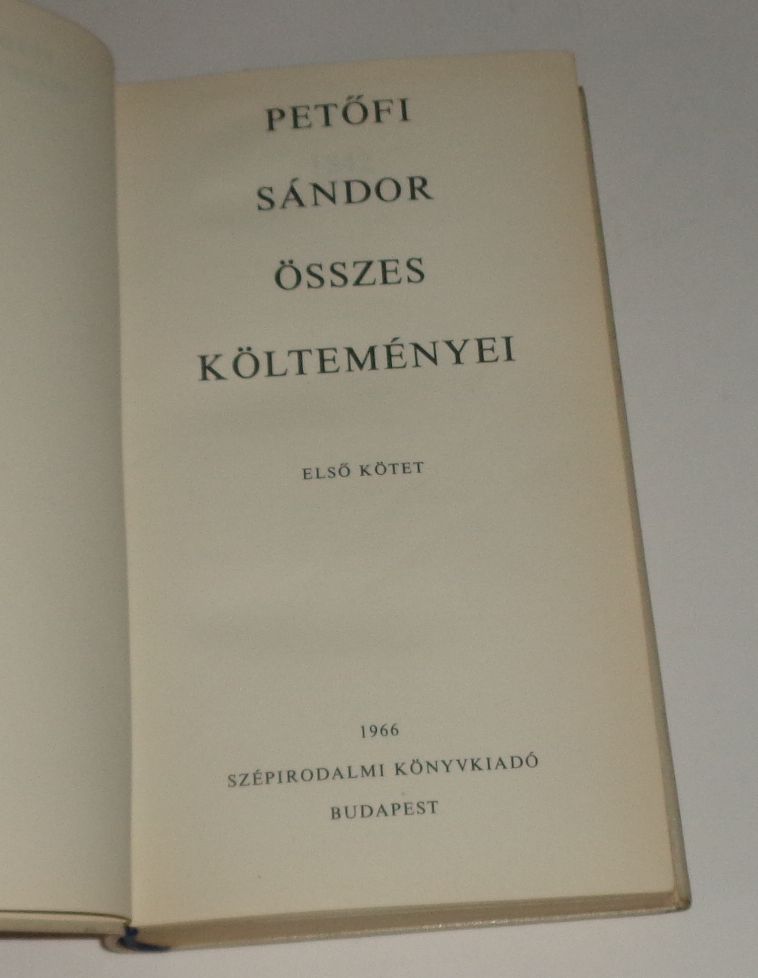 PETŐFI
SÁNDOR
ÖSSZES
KÖLTEMÉNYEI
ELSŐ KÖTET
1966
SZÉPIRODALMI KÖNYVKIADÓ
BUDAPEST